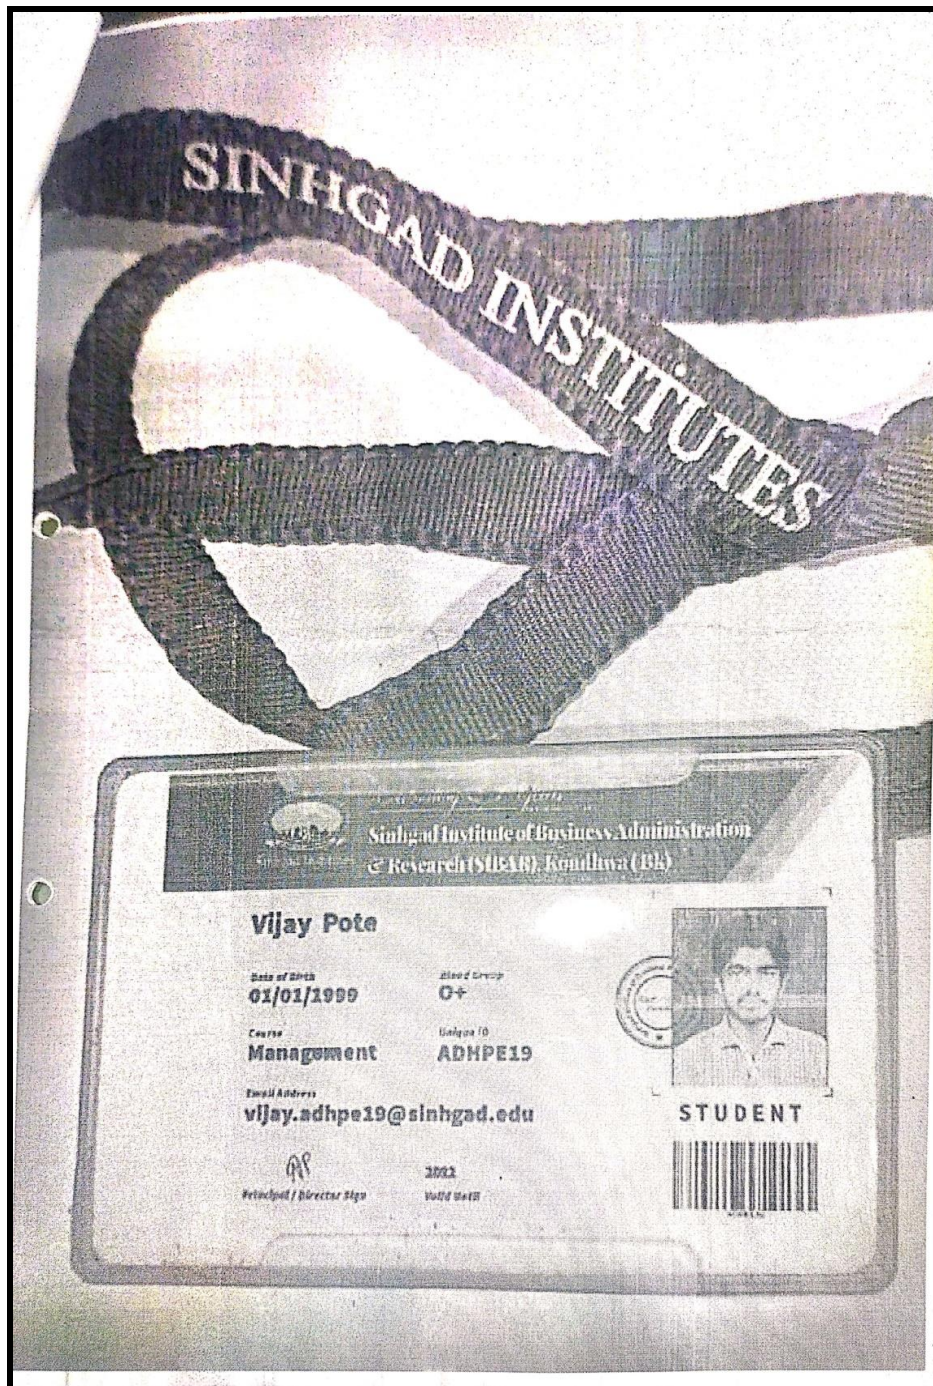 SINHGAD INSTITUTES
Sinhgad Institute of Business Administration
& Research (SIBAR), Kondhwa (Bk)
Vijay Pote
Date of Birth Blood Group
01/01/1999 O+
Course Unique ID
Management ADHPE19
Email Address
vijay.adhpe19@sinhgad.edu
STUDENT
2022
Principal / Director Sign Valid Until